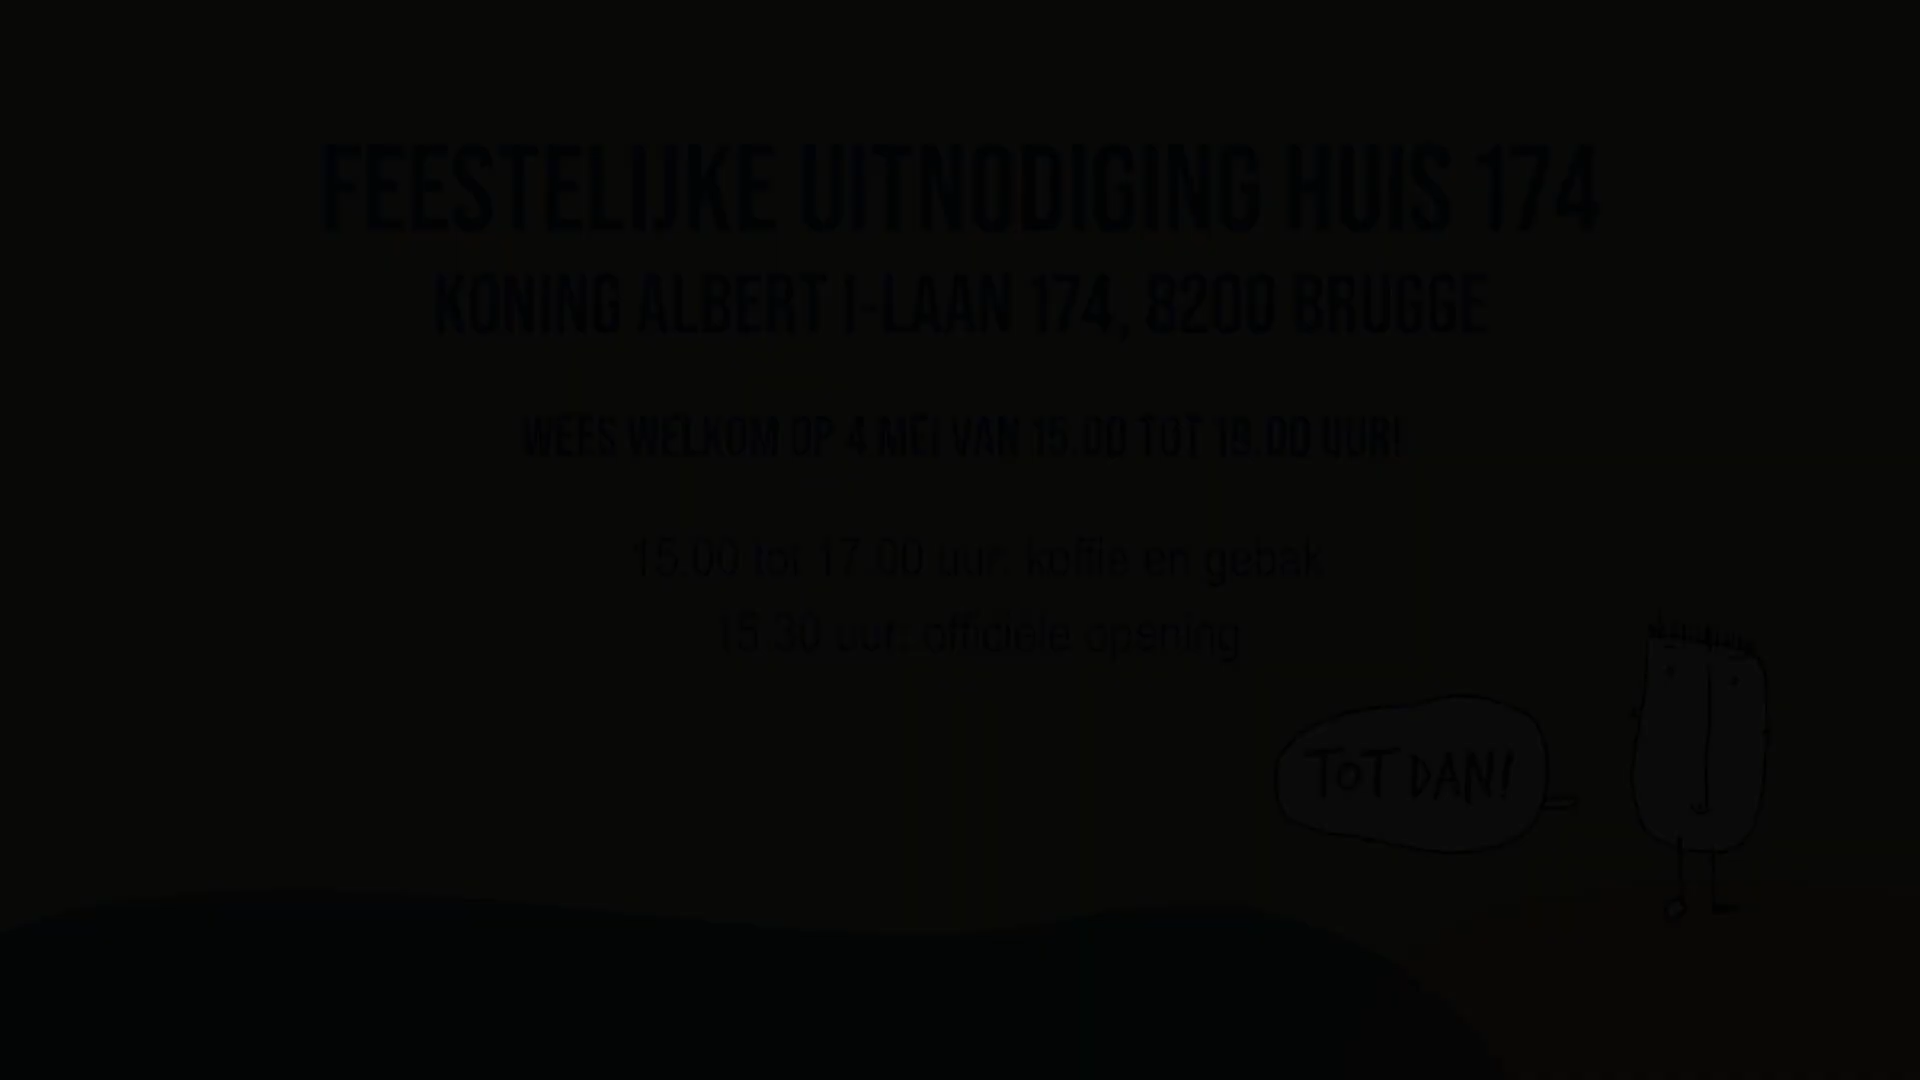 FEESTELIJKE UITNODIGING HUIS 174
KONING ALBERT I-LAAN 174, 8200 BRUGGE
WEES WELKOM OP 4 MEI VAN 15.00 TOT 19.00 UUR!
15.00 tot 17.00 uur: koffie en gebak
15.30 uur: officiële opening
TOT DAN!